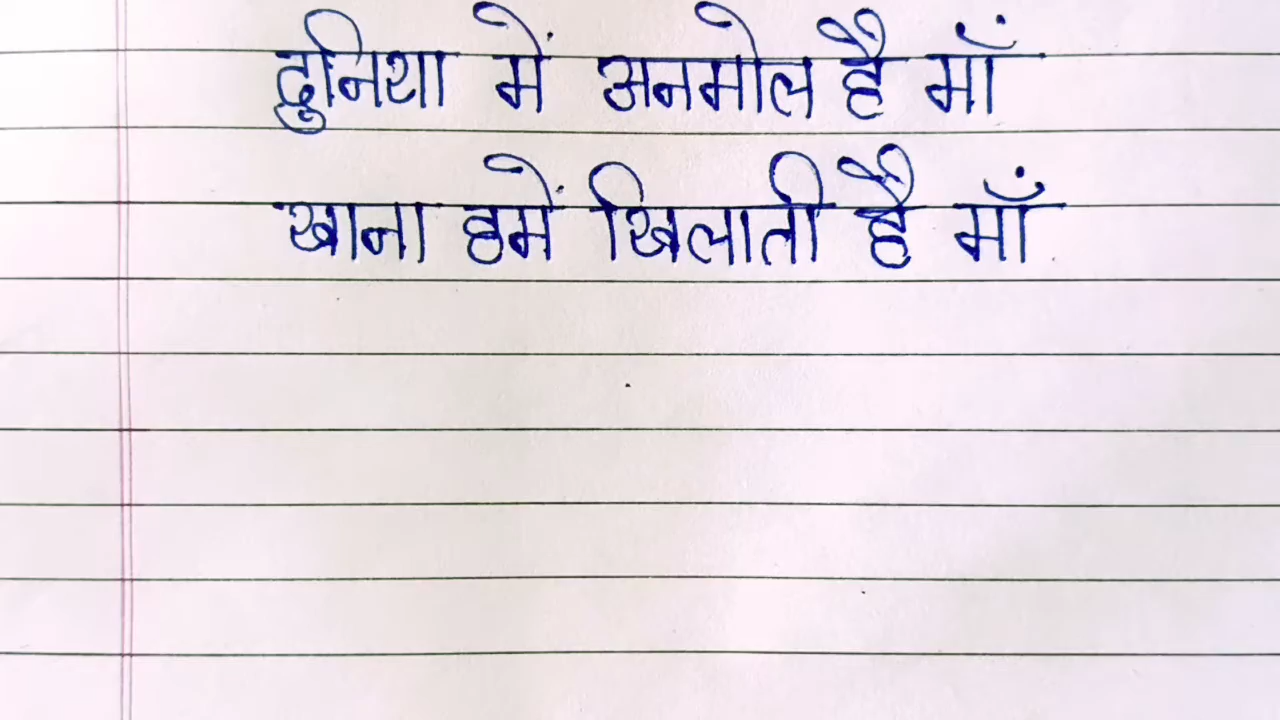 दुनिया में अनमोल है माँ
खाना हमें खिलाती है माँ